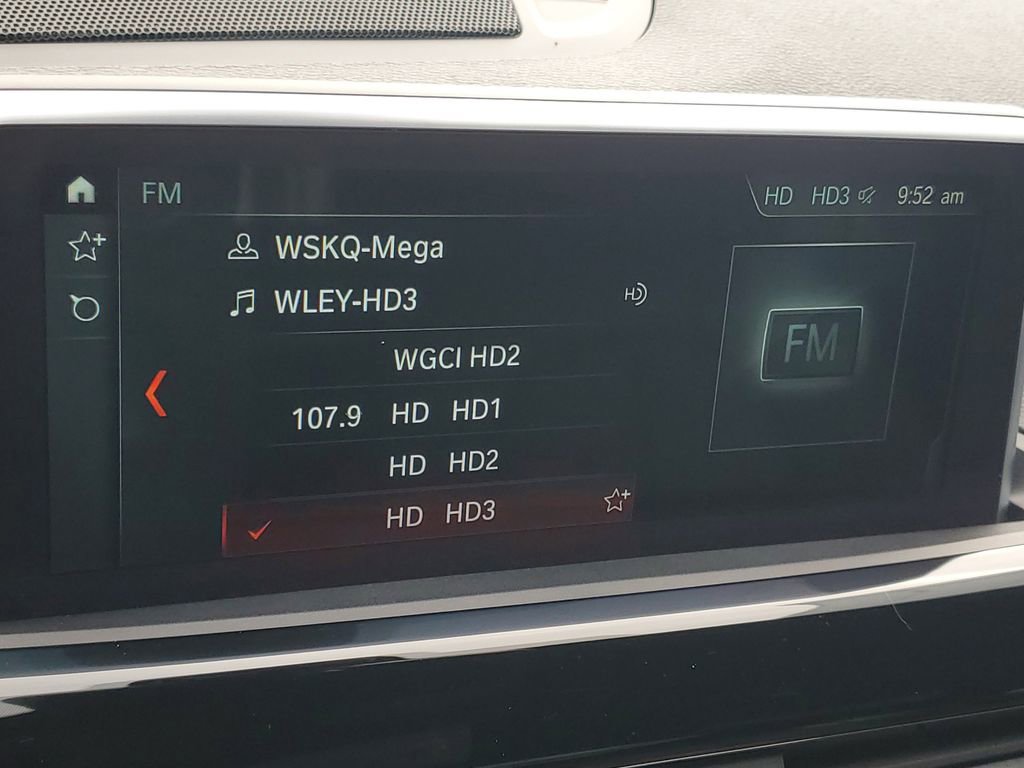 FM
HD HD3 9:52 am
WSKQ-Mega
WLEY-HD3
HD
WGCI HD2
107.9 HD HD1
HD HD2
HD HD3
FM